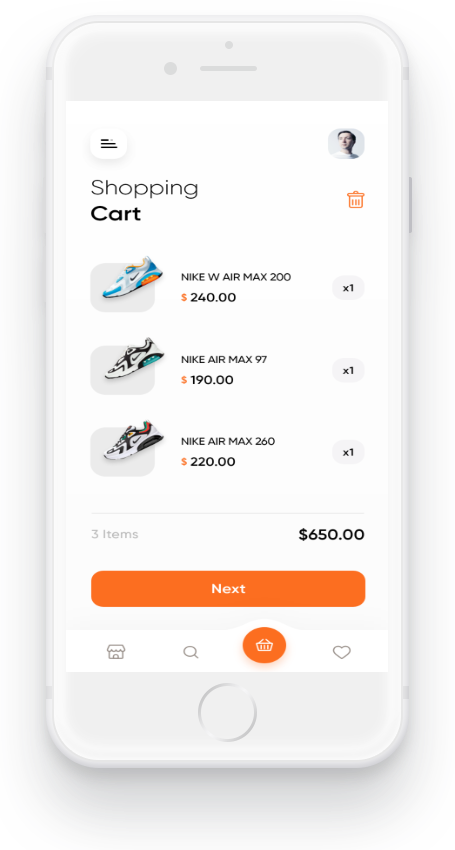 Shopping
Cart
NIKE W AIR MAX 200
$ 240.00
x1
NIKE AIR MAX 97
$ 190.00
x1
NIKE AIR MAX 260
$ 220.00
x1
3 Items
$650.00
Next